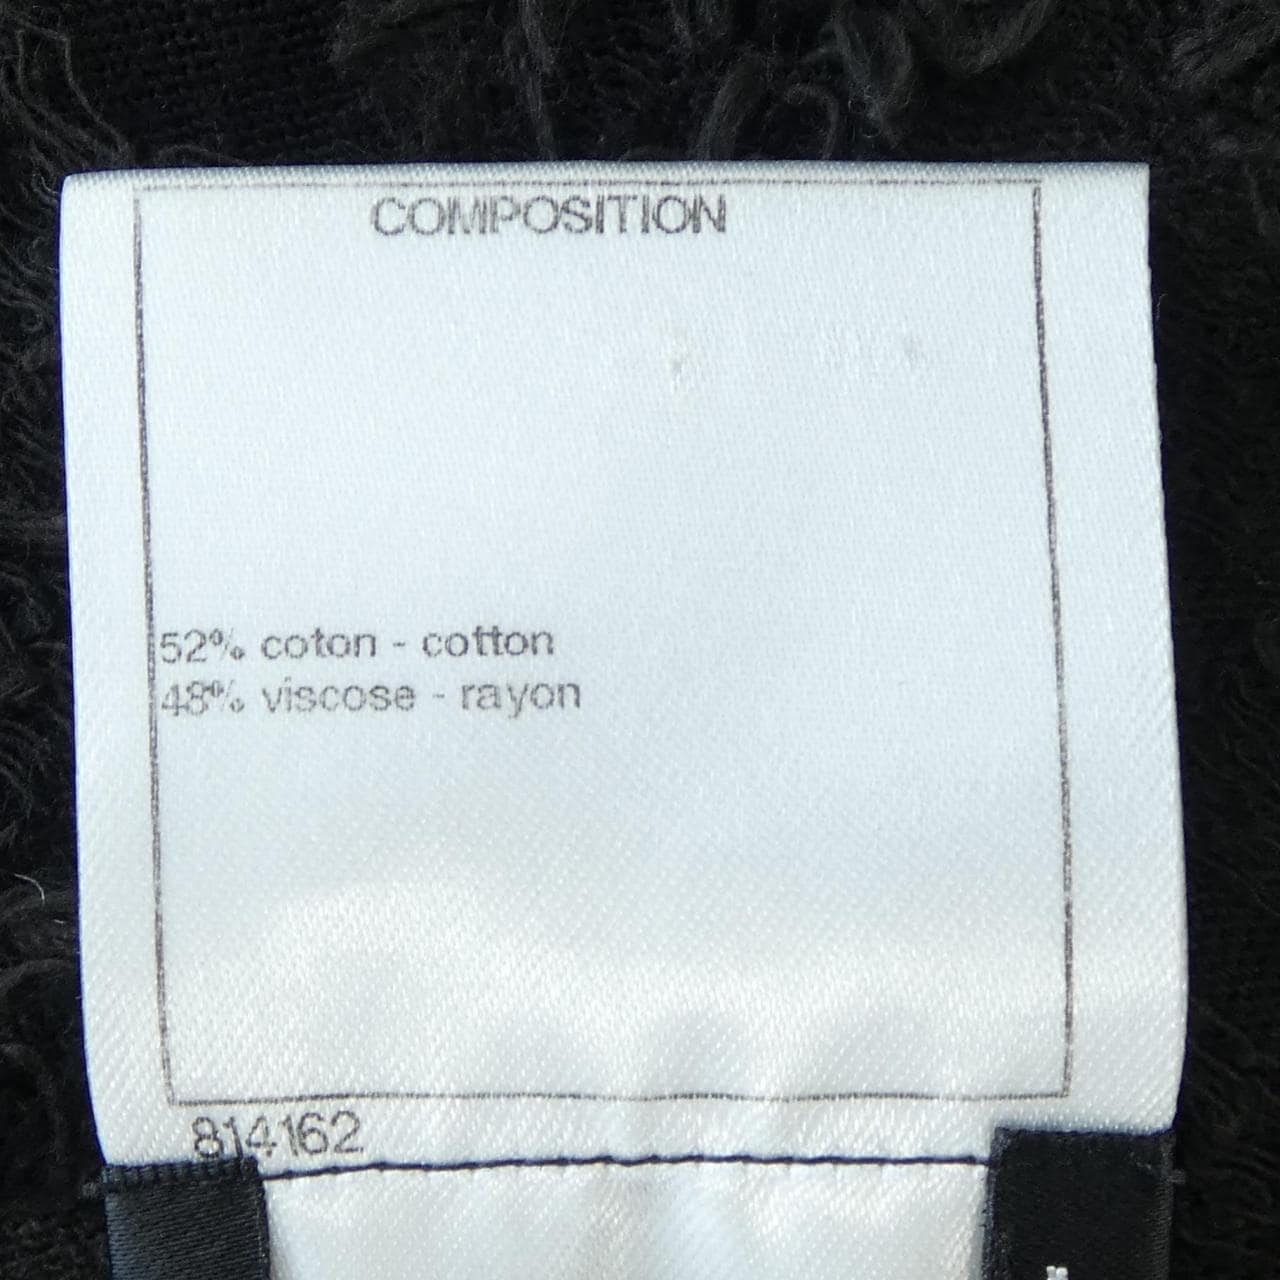 COMPOSITION
52% coton - cotton
48% viscose - rayon
814162